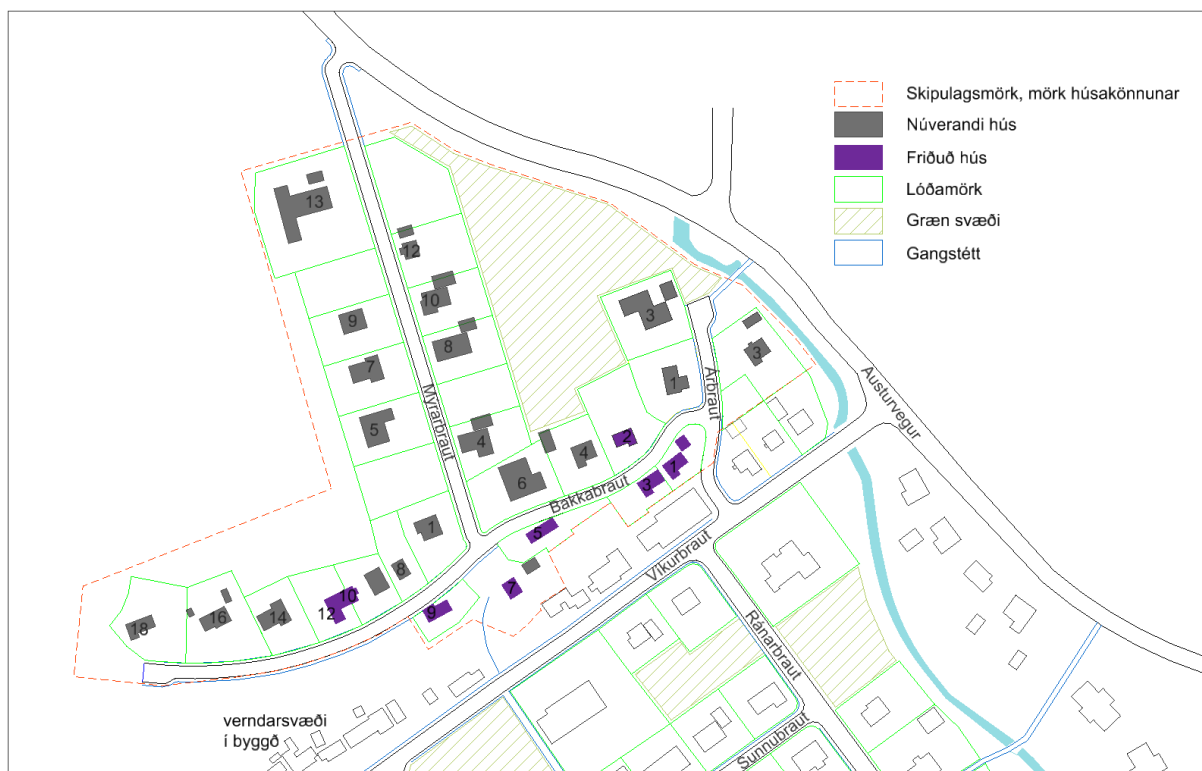 Skipulagsmörk, mörk húsakönnunar
Núverandi hús
Friðuð hús
Lóðamörk
Græn svæði
Gangstétt
13
12
10
9
8
7
5
4
6
4
2
3
1
3
1
3
5
7
9
1
8
10
12
14
16
18
Myrarbraut
Árbraut
Austurvegur
Bakkabraut
Víkurbraut
Ránarbraut
Sunnubraut
verndarsvæði
í byggð